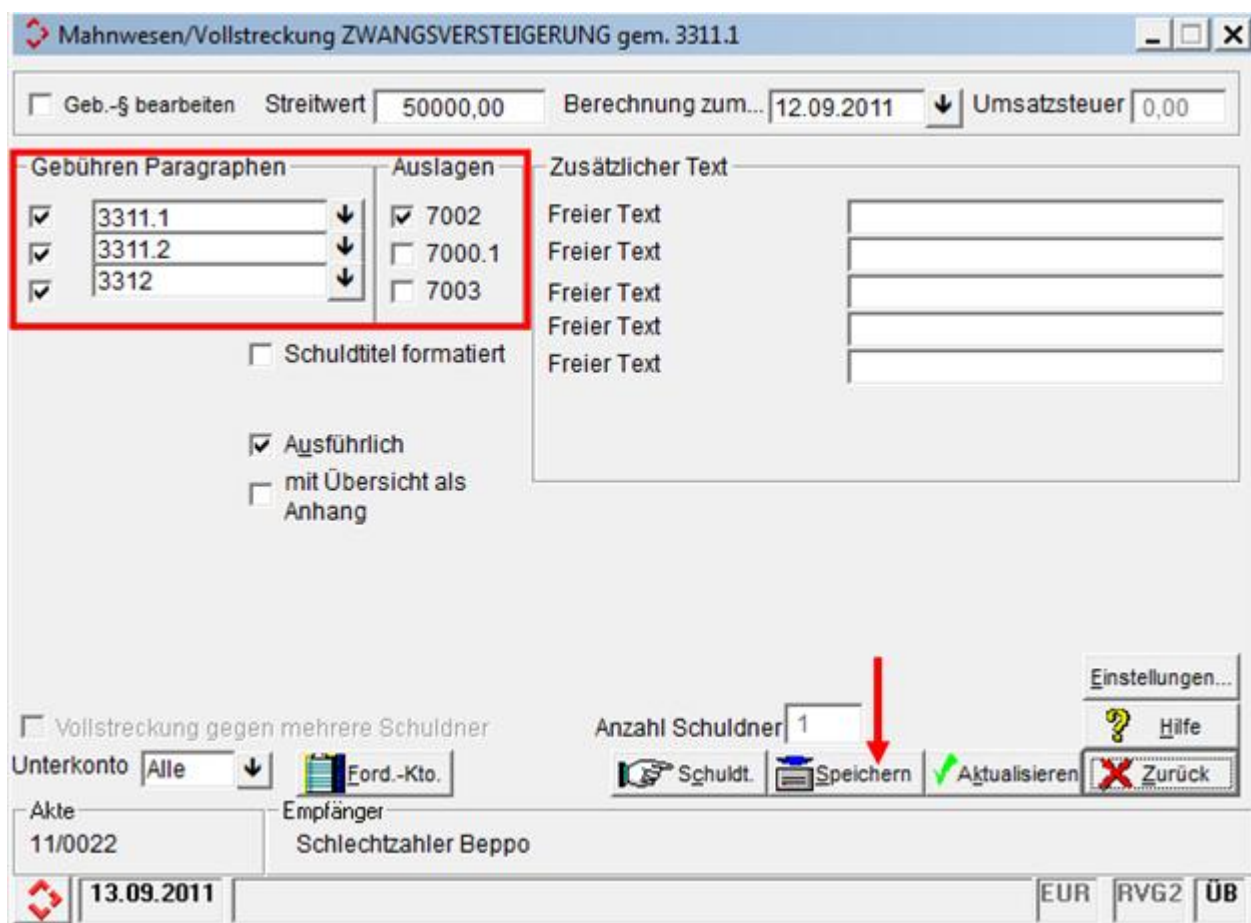 Mahnwesen/Vollstreckung ZWANGSVERSTEIGERUNG gem. 3311.1
Geb.-§ bearbeiten Streitwert 50000,00 Berechnung zum... 12.09.2011 Umsatzsteuer 0,00
Gebühren Paragraphen Auslagen Zusätzlicher Text
3311.1 7002 Freier Text
3311.2 7000.1 Freier Text
3312 7003 Freier Text
Freier Text
Schuldtitel formatiert Freier Text
Ausführlich
mit Übersicht als
Anhang
Einstellungen...
Vollstreckung gegen mehrere Schuldner Anzahl Schuldner 1 Hilfe
Unterkonto Alle Ford.-Kto. Schuldt. Speichern Aktualisieren Zurück
Akte Empfänger
11/0022 Schlechtzahler Beppo
13.09.2011 EUR RVG2 ÜB